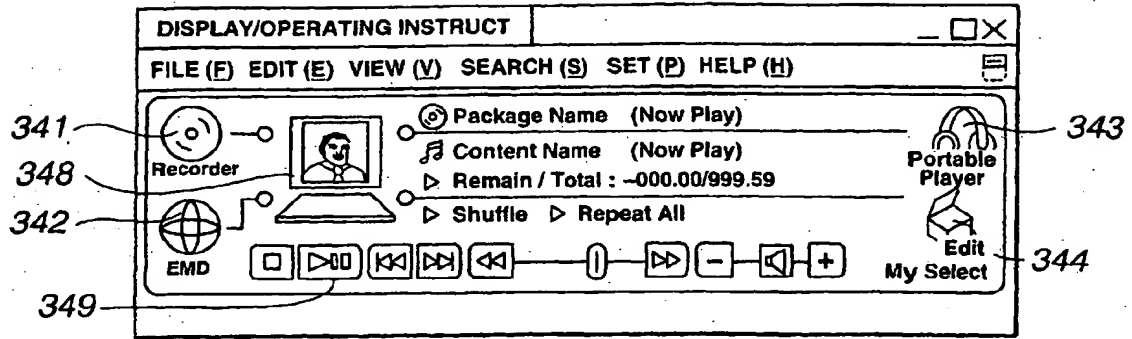 DISPLAY/OPERATING INSTRUCT
FILE (F) EDIT (E) VIEW (V) SEARCH (S) SET (P) HELP (H)
341
Recorder
348
342
EMD
349
Package Name (Now Play)
Content Name (Now Play)
Remain / Total : –000.00/999.59
Shuffle Repeat All
343
Portable
Player
Edit
My Select
344